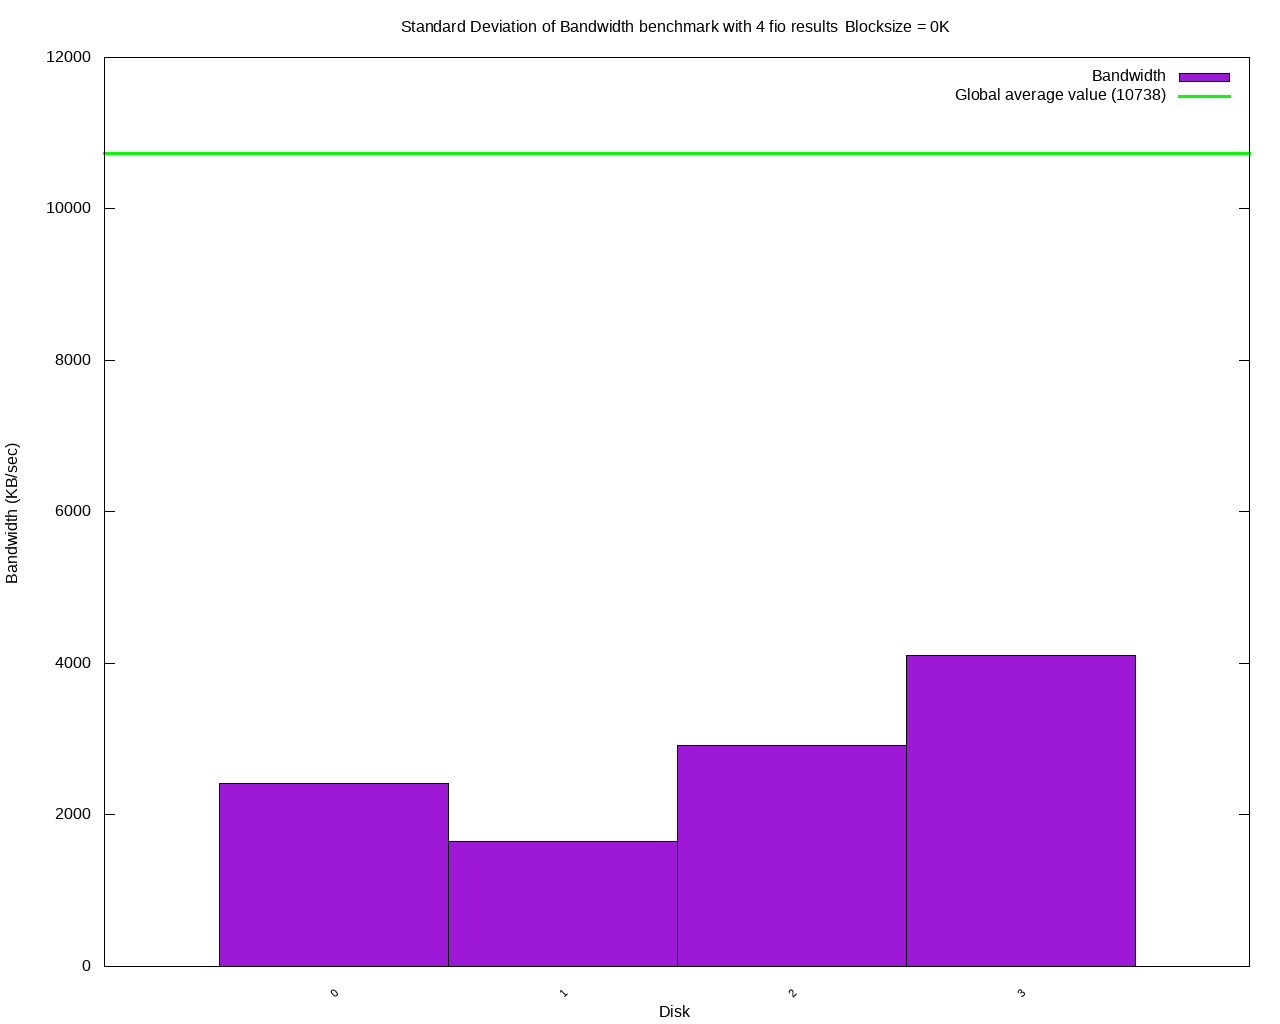 Standard Deviation of Bandwidth benchmark with 4 fio results Blocksize = 0K
Bandwidth
Global average value (10738)
12000
10000
8000
6000
4000
2000
0
Bandwidth (KB/sec)
0
1
2
3
Disk